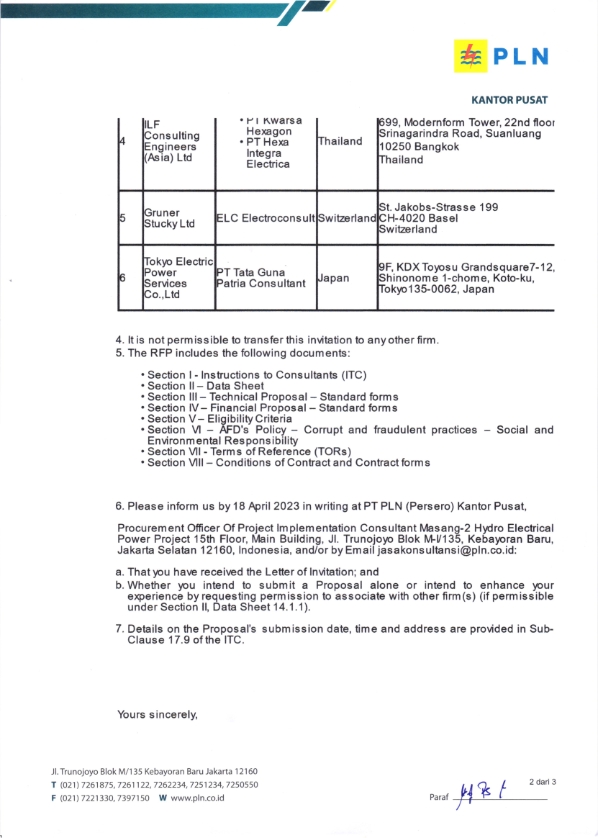 PLN
KANTOR PUSAT
4
ILF
Consulting
Engineers
(Asia) Ltd
• PT Kwarsa
Hexagon
• PT Hexa
Integra
Electrica
Thailand
699, Modernform Tower, 22nd floor
Srinagarindra Road, Suanluang
10250 Bangkok
Thailand
5
Gruner
Stucky Ltd
ELC Electroconsult
Switzerland
St. Jakobs-Strasse 199
CH-4020 Basel
Switzerland
6
Tokyo Electric
Power
Services
Co.,Ltd
PT Tata Guna
Patria Consultant
Japan
9F, KDX Toyosu Grandsquare7-12,
Shinonome 1-chome, Koto-ku,
Tokyo135-0062, Japan
4. It is not permissible to transfer this invitation to any other firm.
5. The RFP includes the following documents:
• Section I - Instructions to Consultants (ITC)
• Section II – Data Sheet
• Section III – Technical Proposal – Standard forms
• Section IV – Financial Proposal – Standard forms
• Section V – Eligibility Criteria
• Section VI – AFD's Policy – Corrupt and fraudulent practices – Social and
Environmental Responsibility
• Section VII - Terms of Reference (TORs)
• Section VIII – Conditions of Contract and Contract forms
6. Please inform us by 18 April 2023 in writing at PT PLN (Persero) Kantor Pusat,
Procurement Officer Of Project Implementation Consultant Masang-2 Hydro Electrical
Power Project 15th Floor, Main Building, Jl. Trunojoyo Blok M-I/135, Kebayoran Baru,
Jakarta Selatan 12160, Indonesia, and/or by Email jasakonsultansi@pln.co.id:
a. That you have received the Letter of Invitation; and
b. Whether you intend to submit a Proposal alone or intend to enhance your
experience by requesting permission to associate with other firm(s) (if permissible
under Section II, Data Sheet 14.1.1).
7. Details on the Proposal's submission date, time and address are provided in Sub-
Clause 17.9 of the ITC.
Yours sincerely,
Jl. Trunojoyo Blok M/135 Kebayoran Baru Jakarta 12160
T (021) 7261875, 7261122, 7262234, 7251234, 7250550
F (021) 7221330, 7397150 W www.pln.co.id
2 dari 3
Paraf